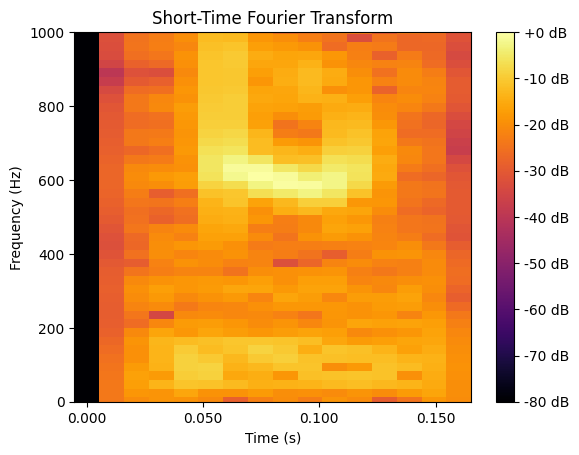 Short-Time Fourier Transform
1000
800
600
400
200
0
Frequency (Hz)
0.000
0.050
0.100
0.150
Time (s)
+0 dB
-10 dB
-20 dB
-30 dB
-40 dB
-50 dB
-60 dB
-70 dB
-80 dB